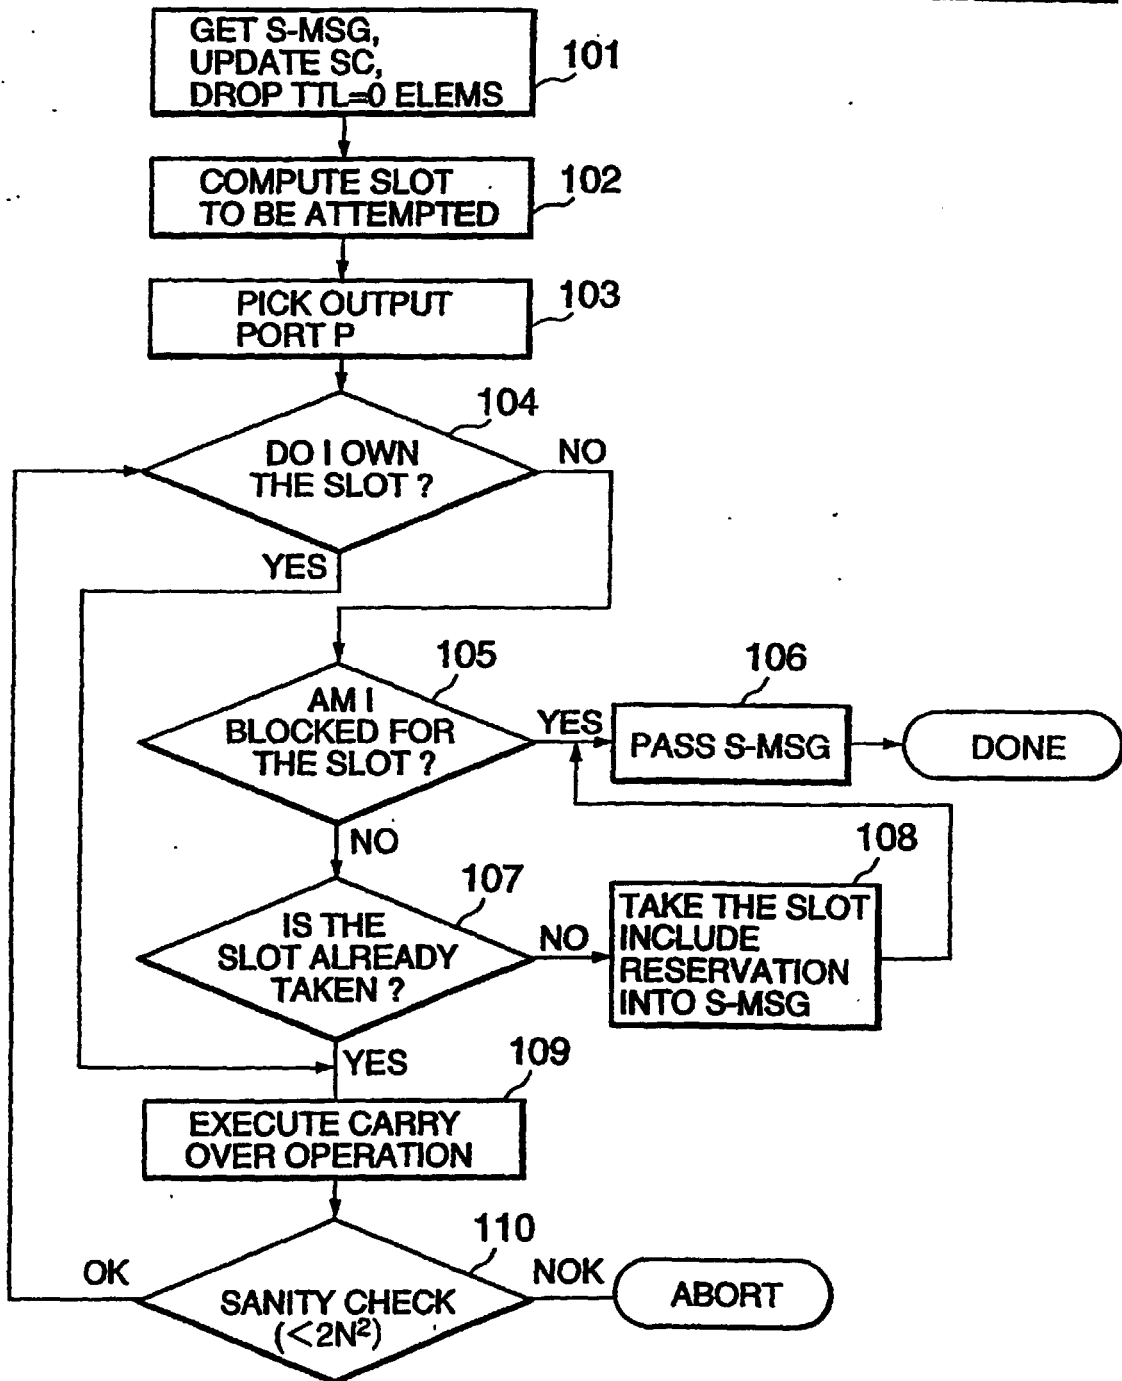 GET S-MSG,
UPDATE SC,
DROP TTL=0 ELEMS
101
COMPUTE SLOT
TO BE ATTEMPTED
102
PICK OUTPUT
PORT P
103
104
DO I OWN
THE SLOT ?
NO
YES
105
AM I
BLOCKED FOR
THE SLOT ?
YES
106
PASS S-MSG
DONE
NO
107
IS THE
SLOT ALREADY
TAKEN ?
NO
108
TAKE THE SLOT
INCLUDE
RESERVATION
INTO S-MSG
YES
109
EXECUTE CARRY
OVER OPERATION
110
OK
SANITY CHECK
(<2N²)
NOK
ABORT